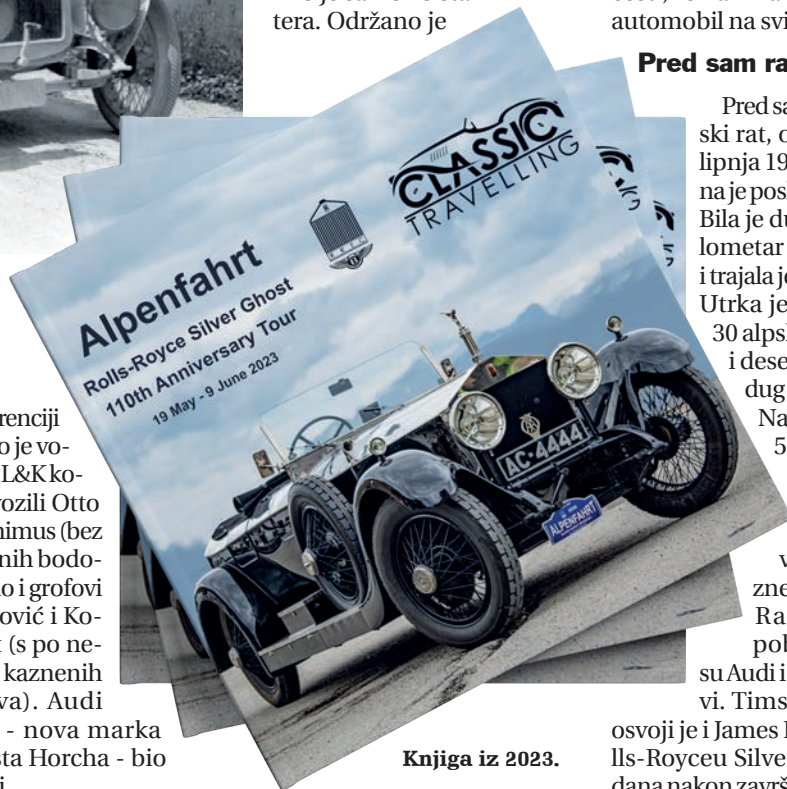 tera. Održano je
automobil na svi
Pred sam ra
Pred sa
ski rat, o
lipnja 19
na je pos
Bila je du
lometar
i trajala je
Utrka je
30 alps
i dese
dug
Na
5
v
zne
Ra
pob
su Audi i
vi. Tims
osvoji je i James
lls-Royceu Silve
dana nakon završ
CLASSIC
TRAVELLING
Alpenfahrt
Rolls-Royce Silver Ghost
110th Anniversary Tour
19 May - 9 June 2023
AC 4444
ALPENFAHRT
renciji
o je vo-
L&K ko-
vozili Otto
nimus (bez
nih bodo-
o i grofovi
ović i Ko-
(s po ne-
kaznenih
va). Audi
- nova marka
sta Horcha - bio
Knjiga iz 2023.